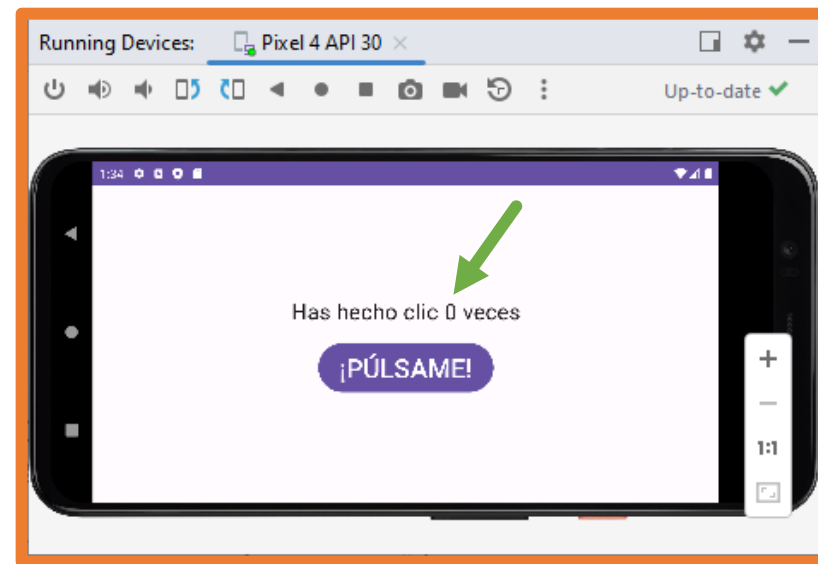 Running Devices: Pixel 4 API 30
Up-to-date
1:34
Has hecho clic 0 veces
¡PÚLSAME!
1:1